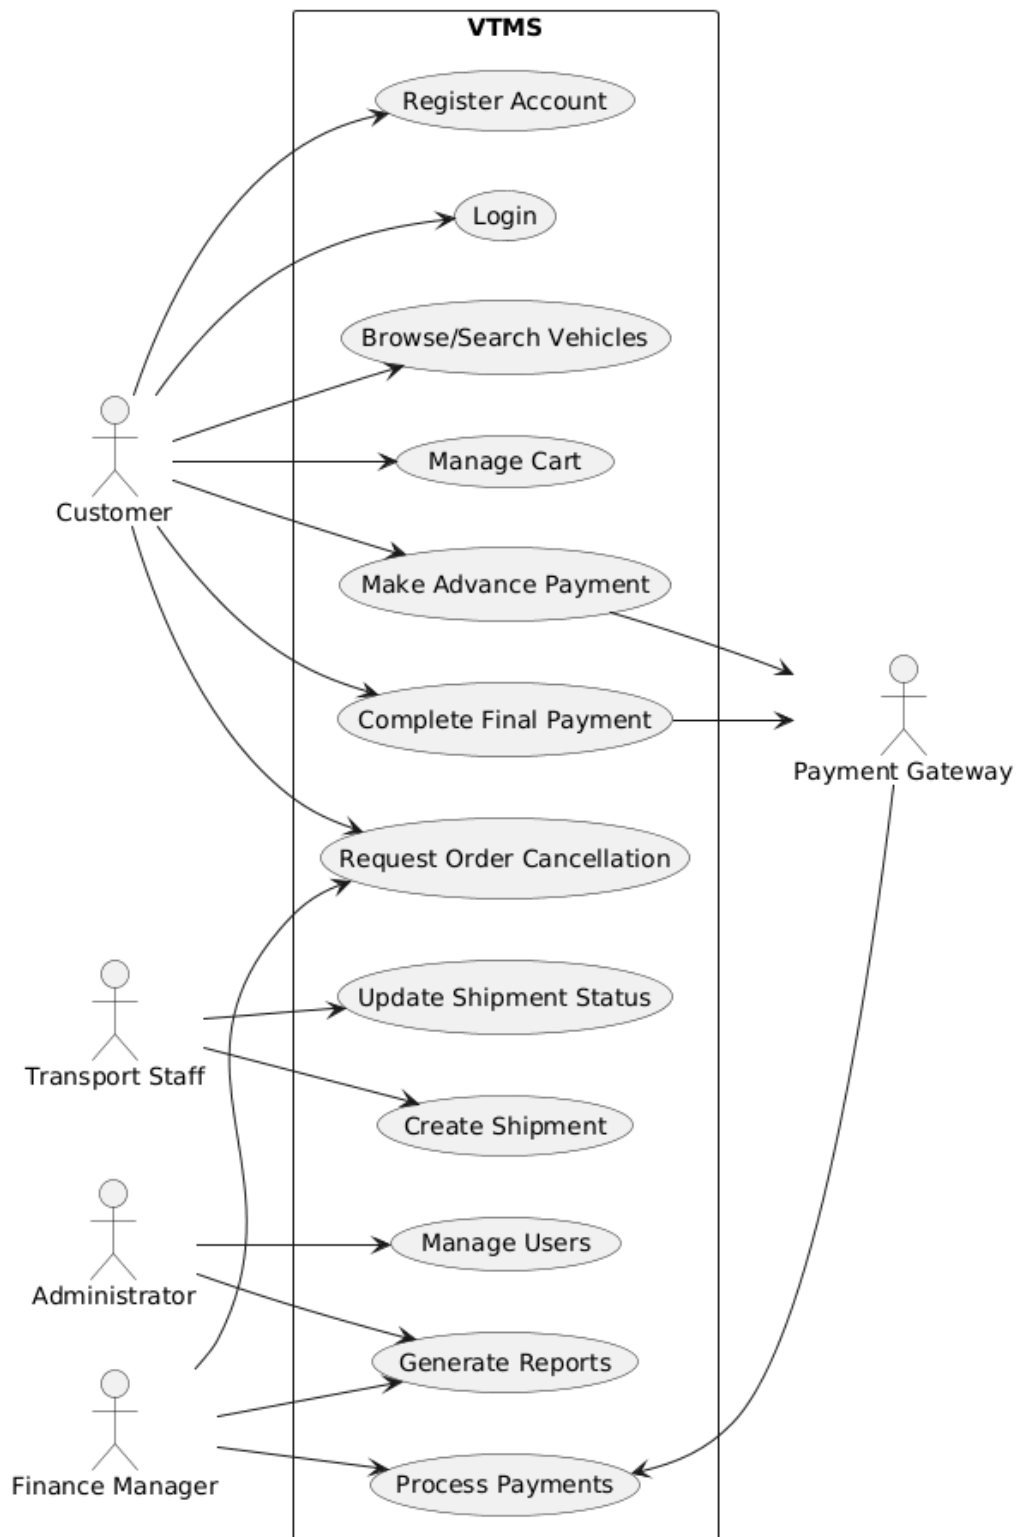 VTMS
Register Account
Login
Browse/Search Vehicles
Manage Cart
Customer
Make Advance Payment
Complete Final Payment
Payment Gateway
Request Order Cancellation
Update Shipment Status
Transport Staff
Create Shipment
Manage Users
Administrator
Generate Reports
Finance Manager
Process Payments